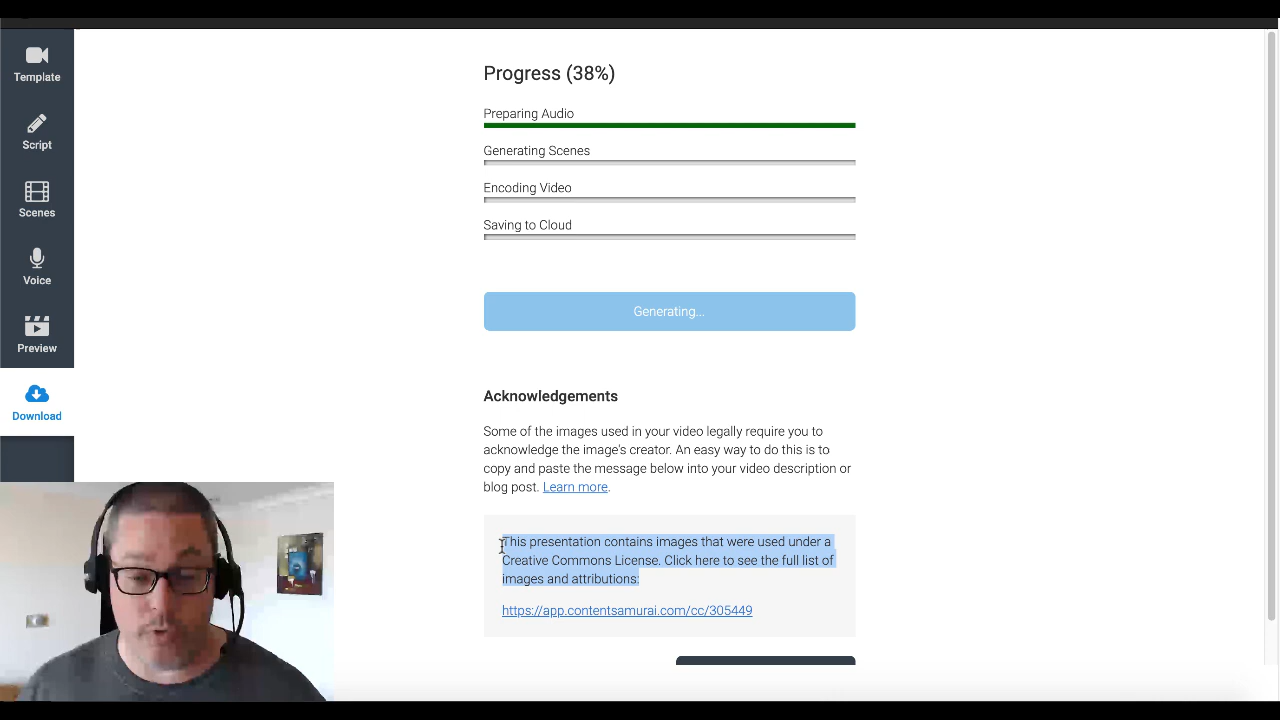 Template
Script
Scenes
Voice
Preview
Download
Progress (38%)
Preparing Audio
Generating Scenes
Encoding Video
Saving to Cloud
Generating...
Acknowledgements
Some of the images used in your video legally require you to
acknowledge the image's creator. An easy way to do this is to
copy and paste the message below into your video description or
blog post. Learn more.
This presentation contains images that were used under a
Creative Commons License. Click here to see the full list of
images and attributions:
https://app.contentsamurai.com/cc/305449